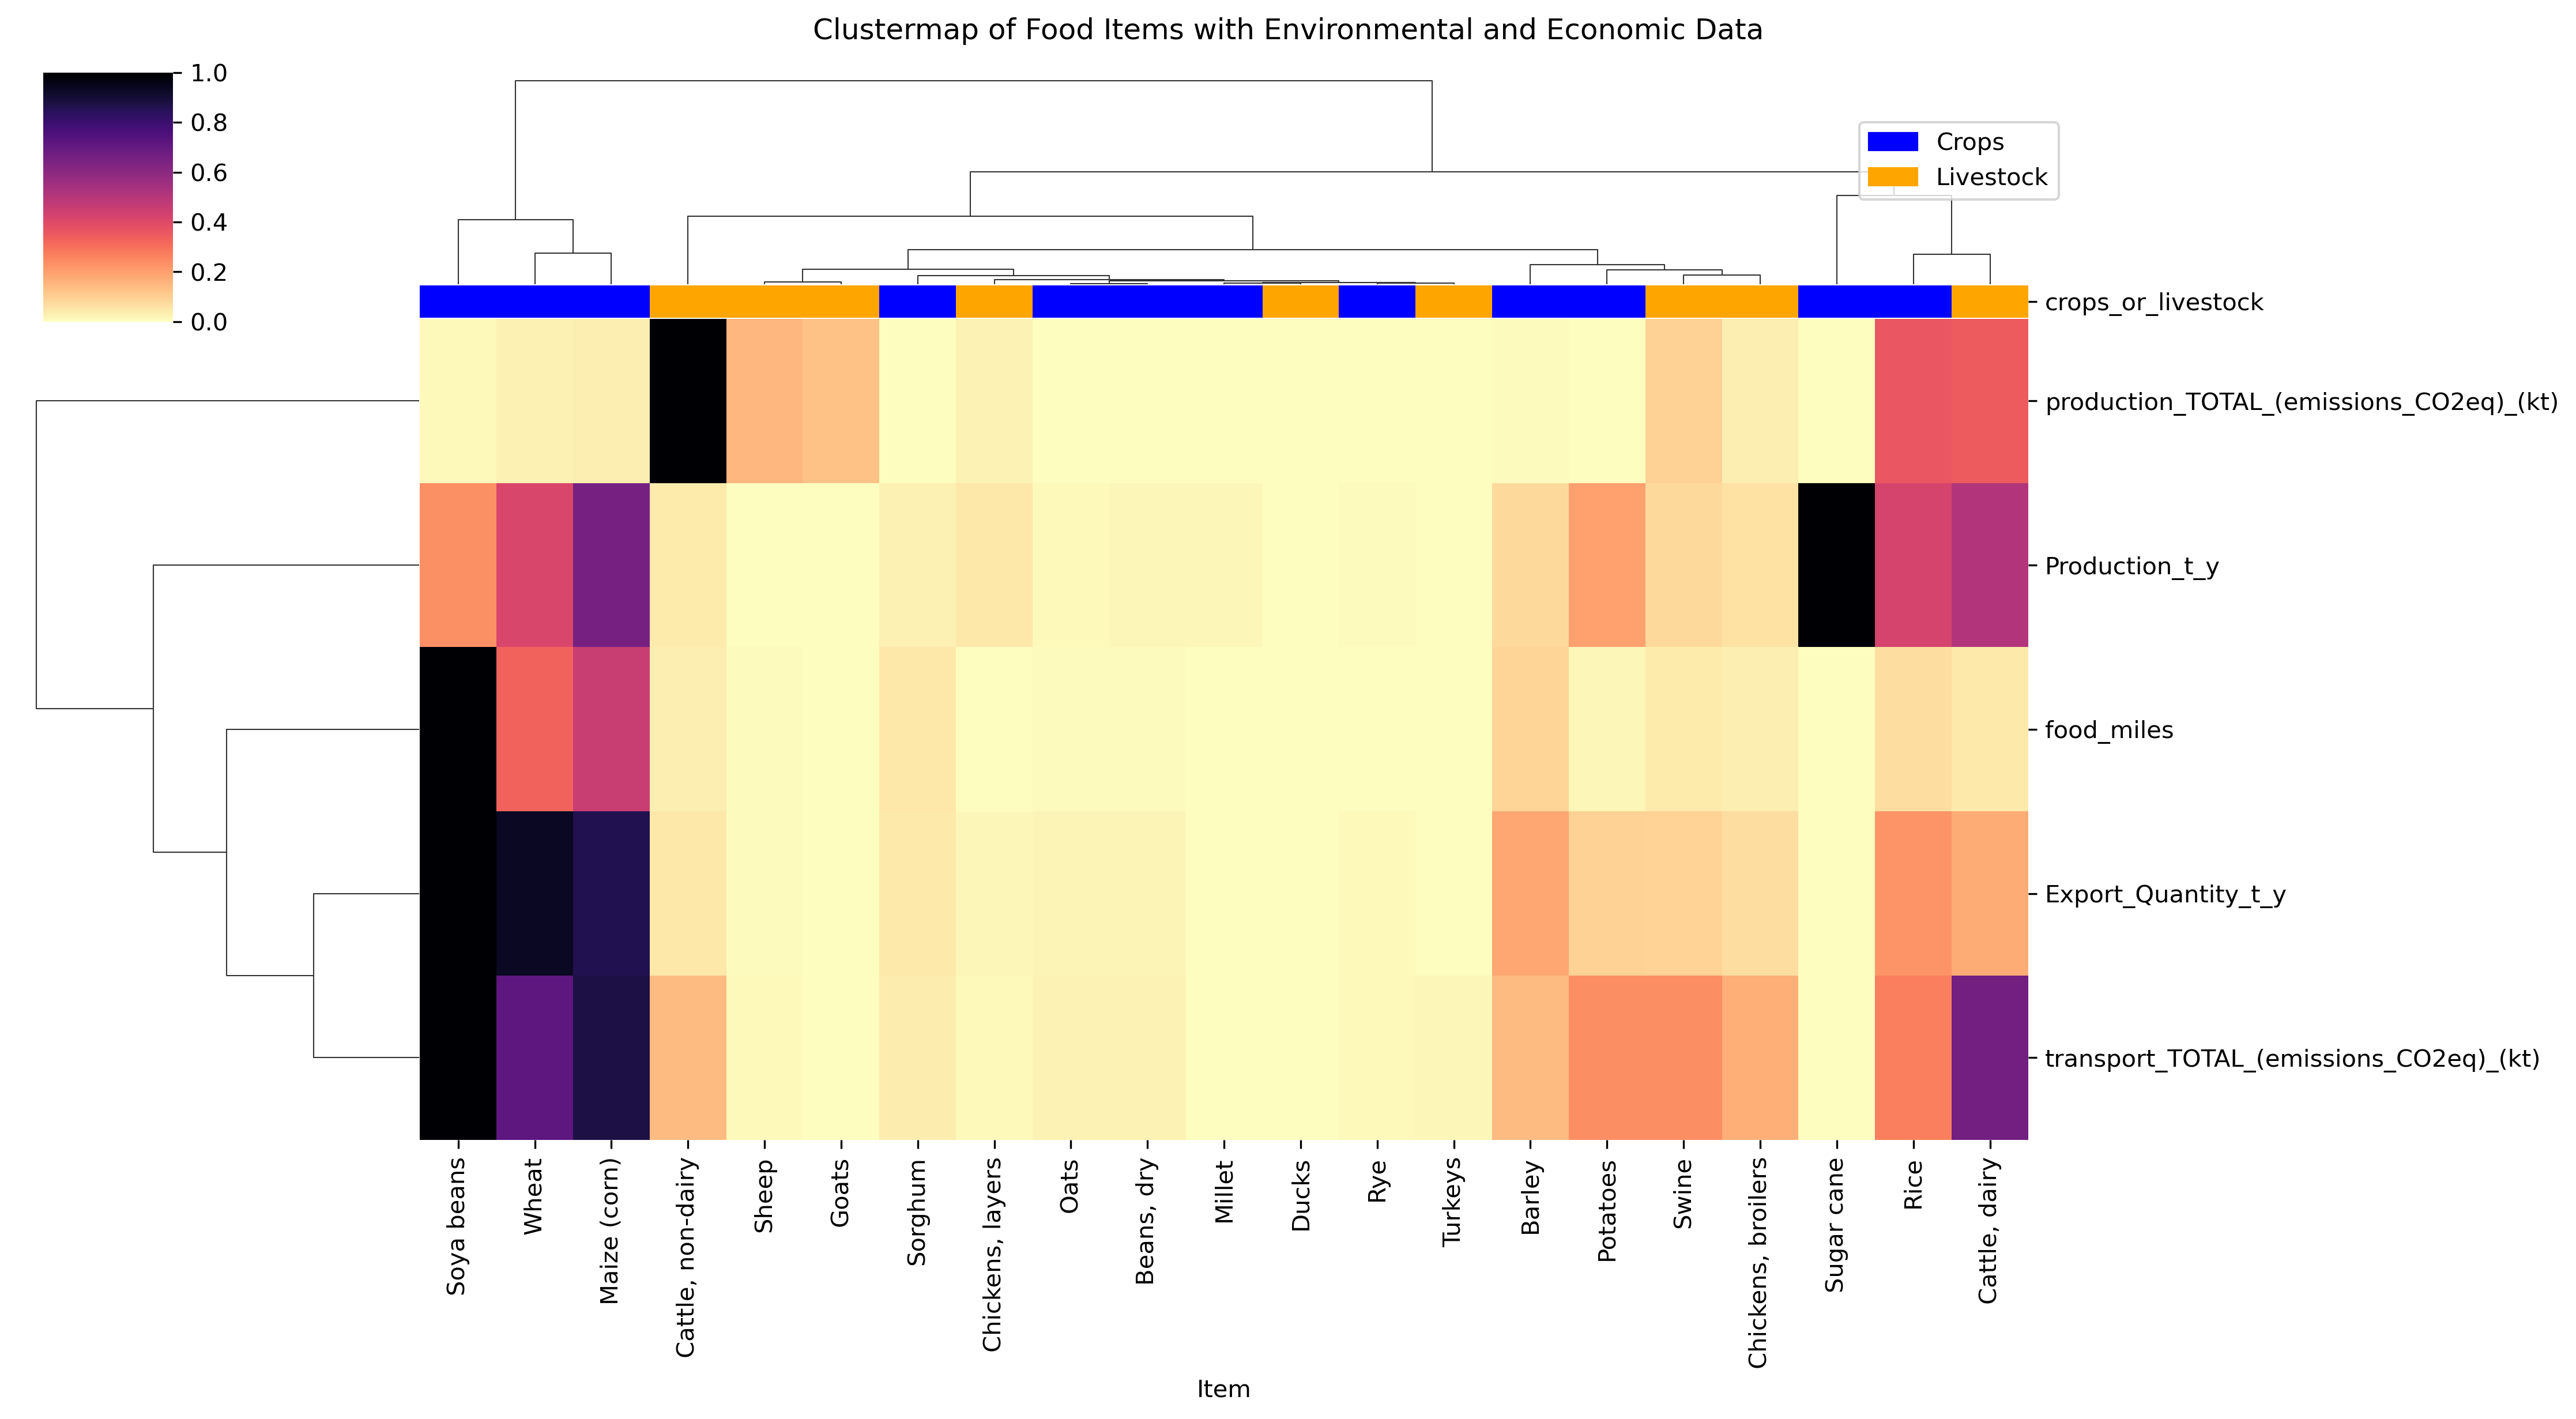 Clustermap of Food Items with Environmental and Economic Data
1.0
0.8
0.6
0.4
0.2
0.0
Crops
Livestock
crops_or_livestock
production_TOTAL_(emissions_CO2eq)_(kt)
Production_t_y
food_miles
Export_Quantity_t_y
transport_TOTAL_(emissions_CO2eq)_(kt)
Soya beans
Wheat
Maize (corn)
Cattle, non-dairy
Sheep
Goats
Sorghum
Chickens, layers
Oats
Beans, dry
Millet
Ducks
Rye
Turkeys
Barley
Potatoes
Swine
Chickens, broilers
Sugar cane
Rice
Cattle, dairy
Item